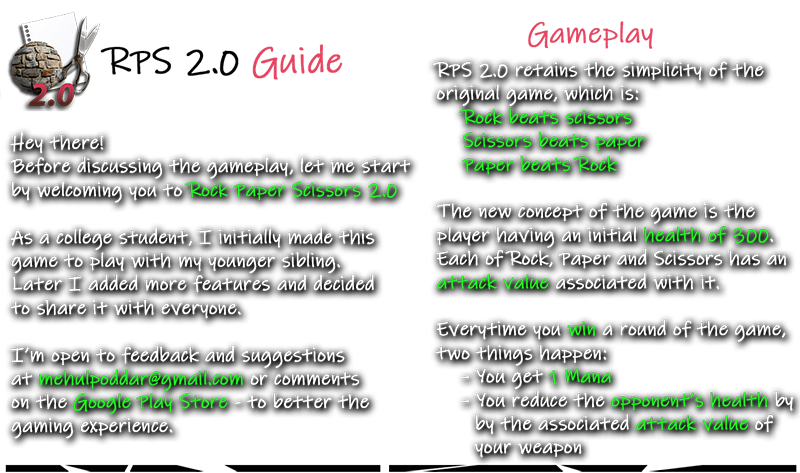 2.0
RPS 2.0 Guide
Hey there!
Before discussing the gameplay, let me start
by welcoming you to Rock Paper Scissors 2.0
As a college student, I initially made this
game to play with my younger sibling.
Later I added more features and decided
to share it with everyone.
I'm open to feedback and suggestions
at mehulpoddar@gmail.com or comments
on the Google Play Store - to better the
gaming experience.
Gameplay
RPS 2.0 retains the simplicity of the
original game, which is:
Rock beats scissors
Scissors beats paper
Paper beats Rock
The new concept of the game is the
player having an initial health of 300.
Each of Rock, Paper and Scissors has an
attack value associated with it.
Everytime you win a round of the game,
two things happen:
- You get 1 Mana
- You reduce the opponent's health by
by the associated attack value of
your weapon